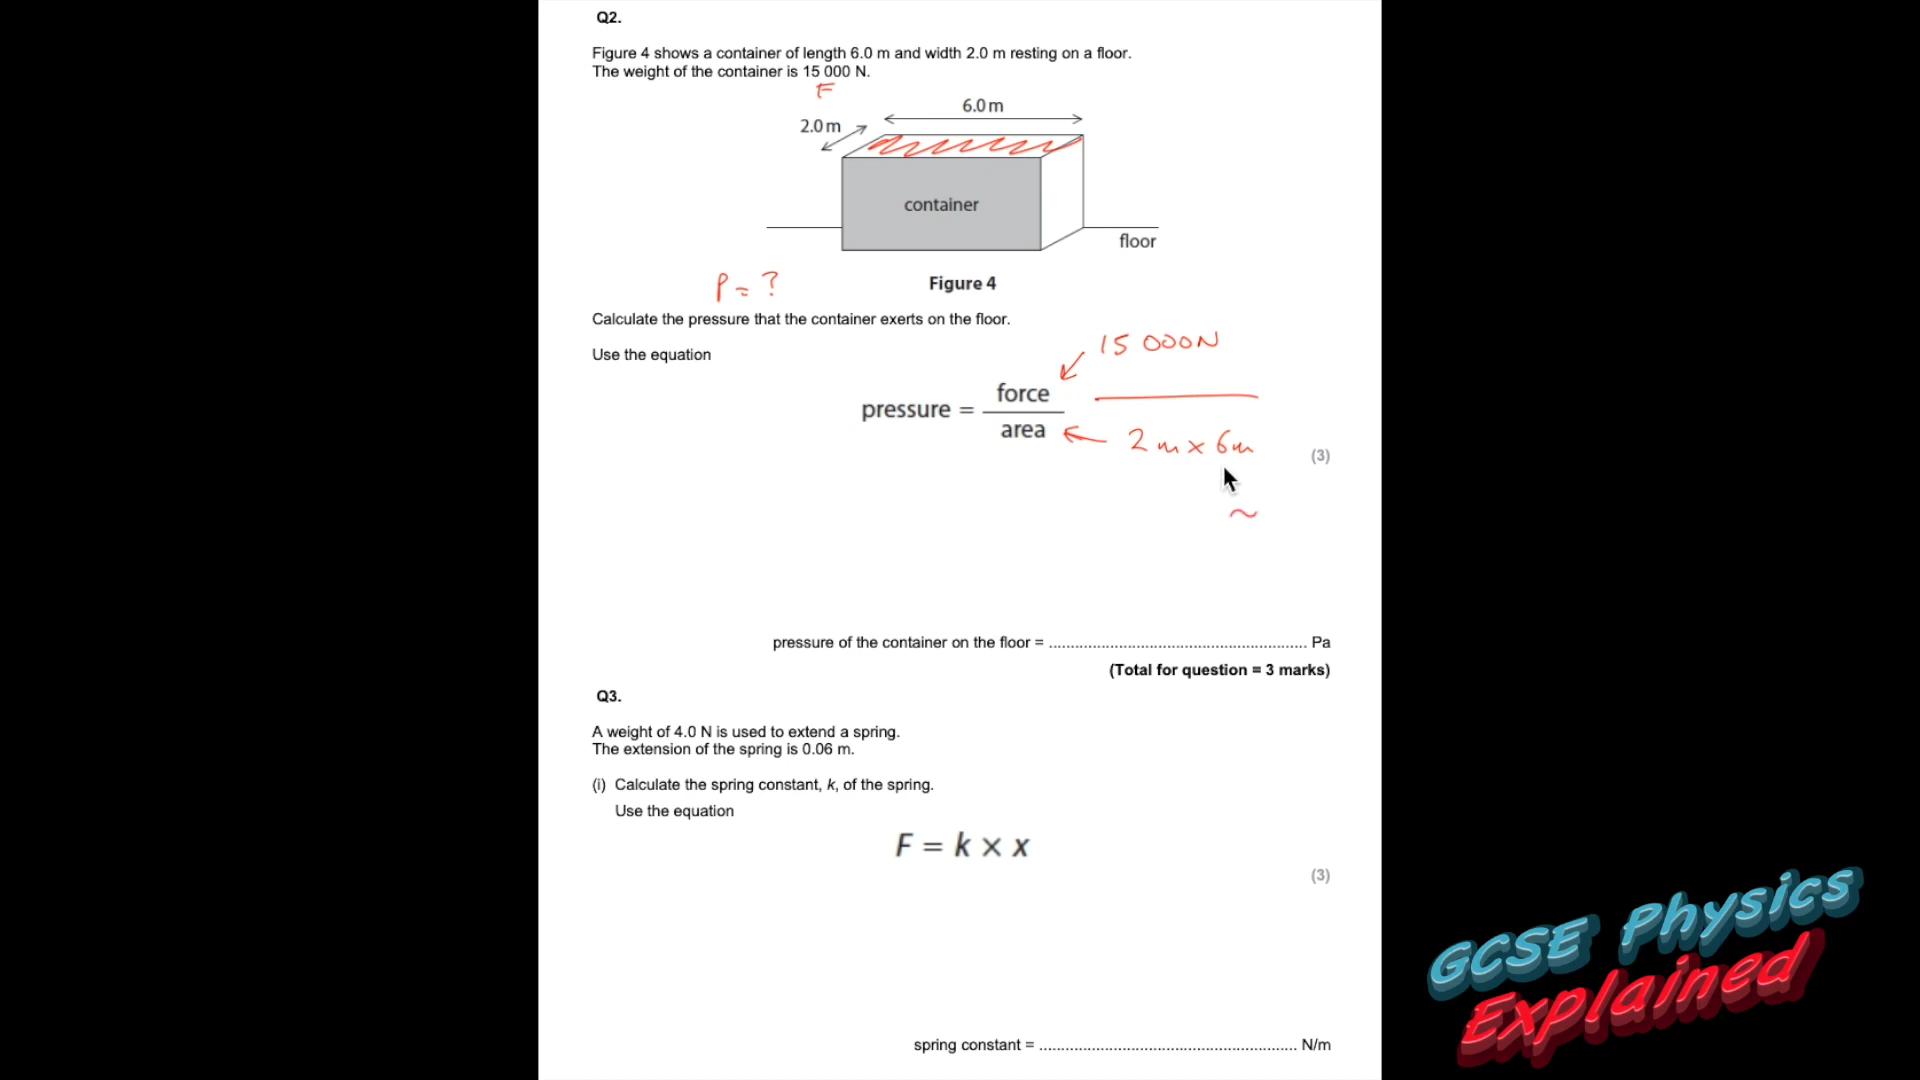 Q2.
Figure 4 shows a container of length 6.0 m and width 2.0 m resting on a floor.
The weight of the container is 15 000 N.
F
6.0 m
2.0 m
container
floor
P = ?
Figure 4
Calculate the pressure that the container exerts on the floor.
15 000N
Use the equation
pressure = force / area
2 m x 6m
(3)
pressure of the container on the floor = ........................................................... Pa
(Total for question = 3 marks)
Q3.
A weight of 4.0 N is used to extend a spring.
The extension of the spring is 0.06 m.
(i) Calculate the spring constant, k, of the spring.
Use the equation
F = k × x
(3)
spring constant = ........................................................... N/m
GCSE Physics
Explained